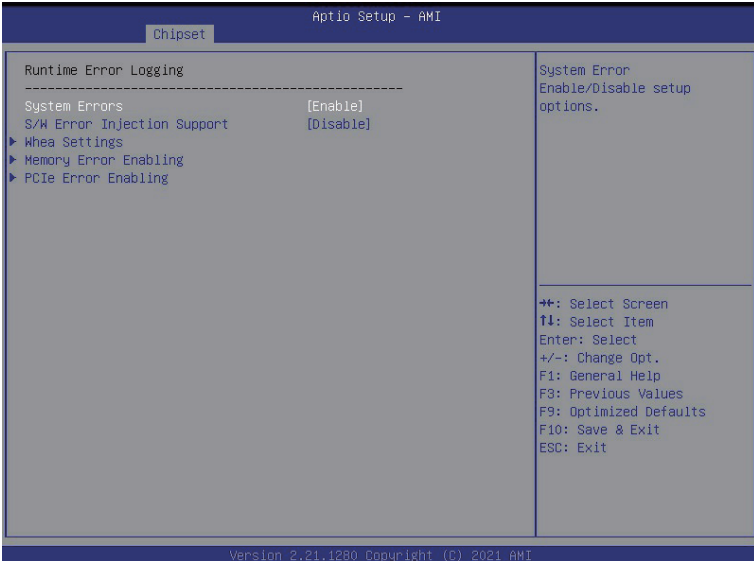 Aptio Setup – AMI
Chipset
Runtime Error Logging
------------------------------------------------
System Errors [Enable]
S/W Error Injection Support [Disable]
▶ Whea Settings
▶ Memory Error Enabling
▶ PCIe Error Enabling
System Error
Enable/Disable setup
options.
→←: Select Screen
↑↓: Select Item
Enter: Select
+/-: Change Opt.
F1: General Help
F3: Previous Values
F9: Optimized Defaults
F10: Save & Exit
ESC: Exit
Version 2.21.1280 Copyright (C) 2021 AMI